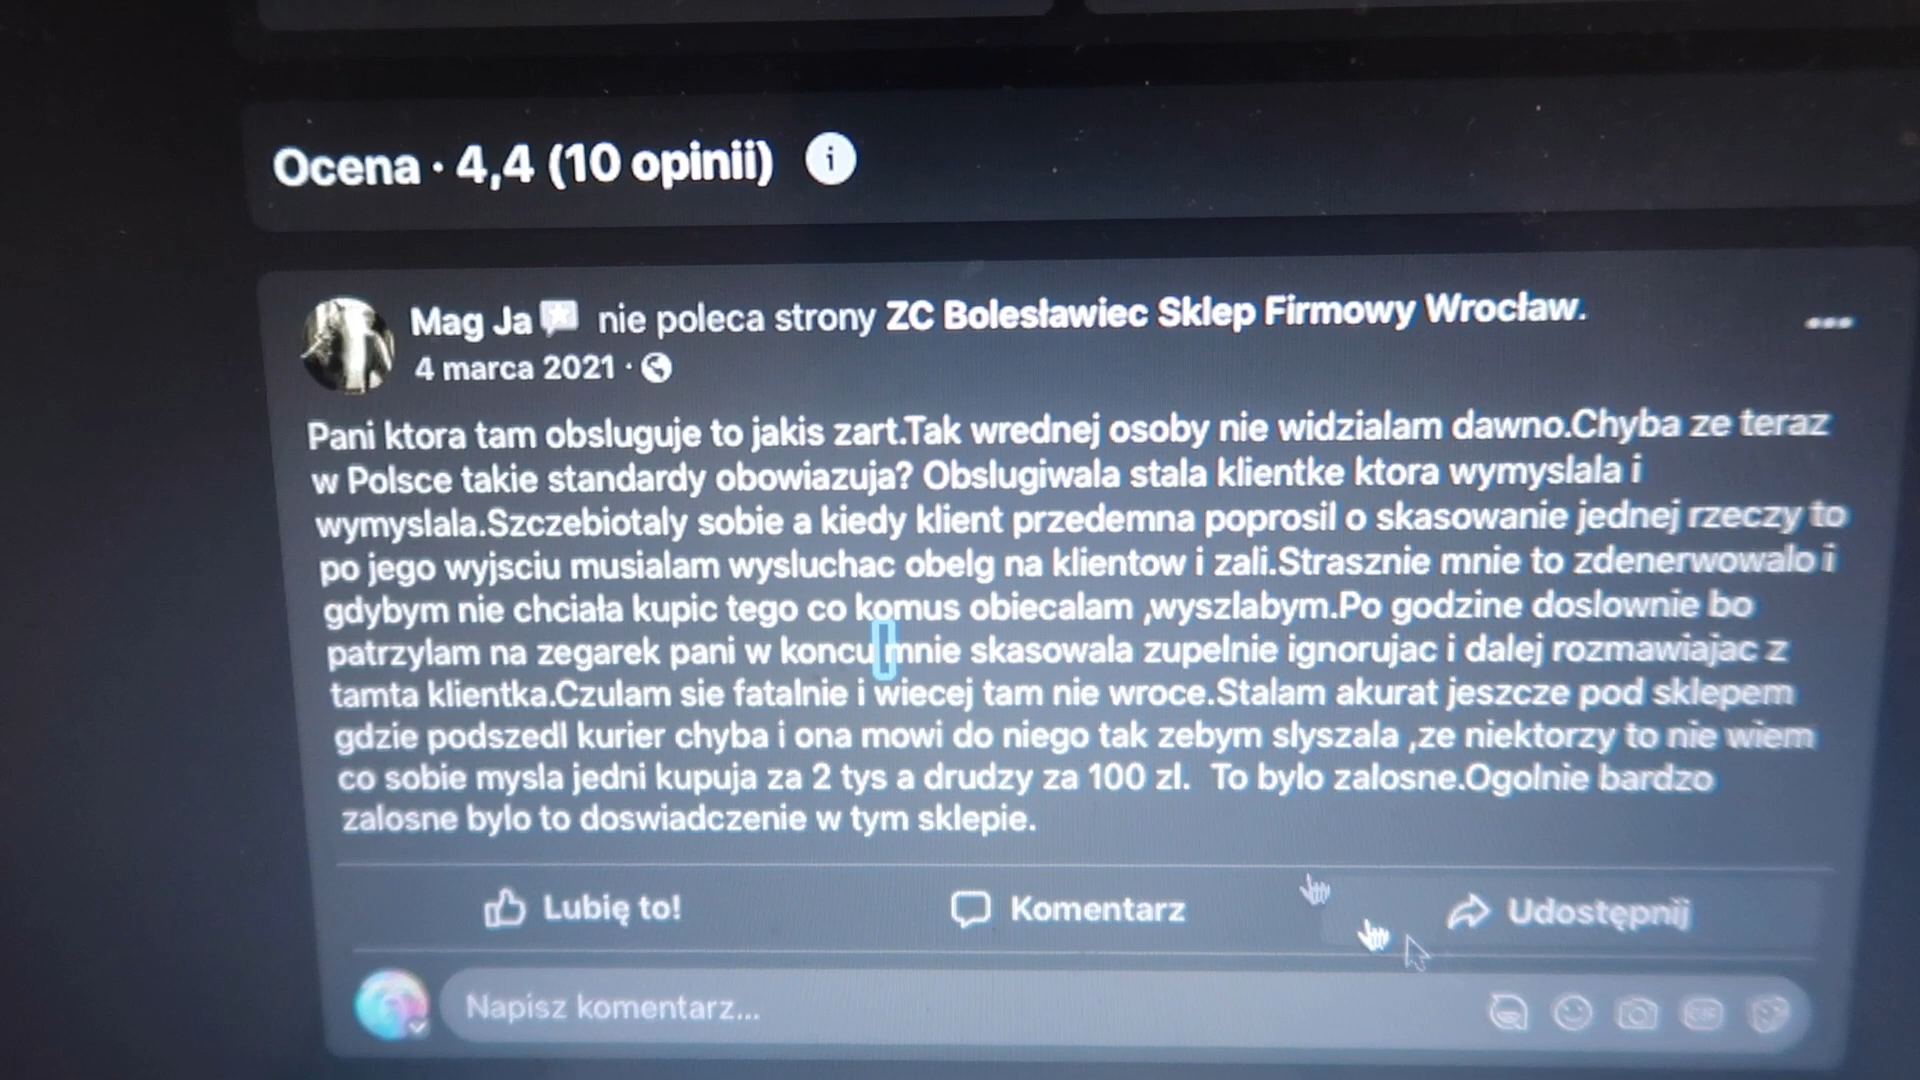 Ocena · 4,4 (10 opinii)
Mag Ja nie poleca strony ZC Bolesławiec Sklep Firmowy Wrocław.
4 marca 2021 ·
Pani ktora tam obsluguje to jakis zart.Tak wrednej osoby nie widzialam dawno.Chyba ze teraz
w Polsce takie standardy obowiazuja? Obslugiwala stala klientke ktora wymyslala i
wymyslala.Szczebiotaly sobie a kiedy klient przedemna poprosil o skasowanie jednej rzeczy to
po jego wyjsciu musialam wysluchac obelg na klientow i zali.Strasznie mnie to zdenerwowalo i
gdybym nie chciała kupic tego co komus obiecalam ,wyszlabym.Po godzine doslownie bo
patrzylam na zegarek pani w koncu mnie skasowala zupelnie ignorujac i dalej rozmawiajac z
tamta klientka.Czulam sie fatalnie i wiecej tam nie wroce.Stalam akurat jeszcze pod sklepem
gdzie podszedl kurier chyba i ona mowi do niego tak zebym slyszala ,ze niektorzy to nie wiem
co sobie mysla jedni kupuja za 2 tys a drudzy za 100 zl.  To bylo zalosne.Ogolnie bardzo
zalosne bylo to doswiadczenie w tym sklepie.
Lubię to!
Komentarz
Udostępnij
Napisz komentarz...
GIF